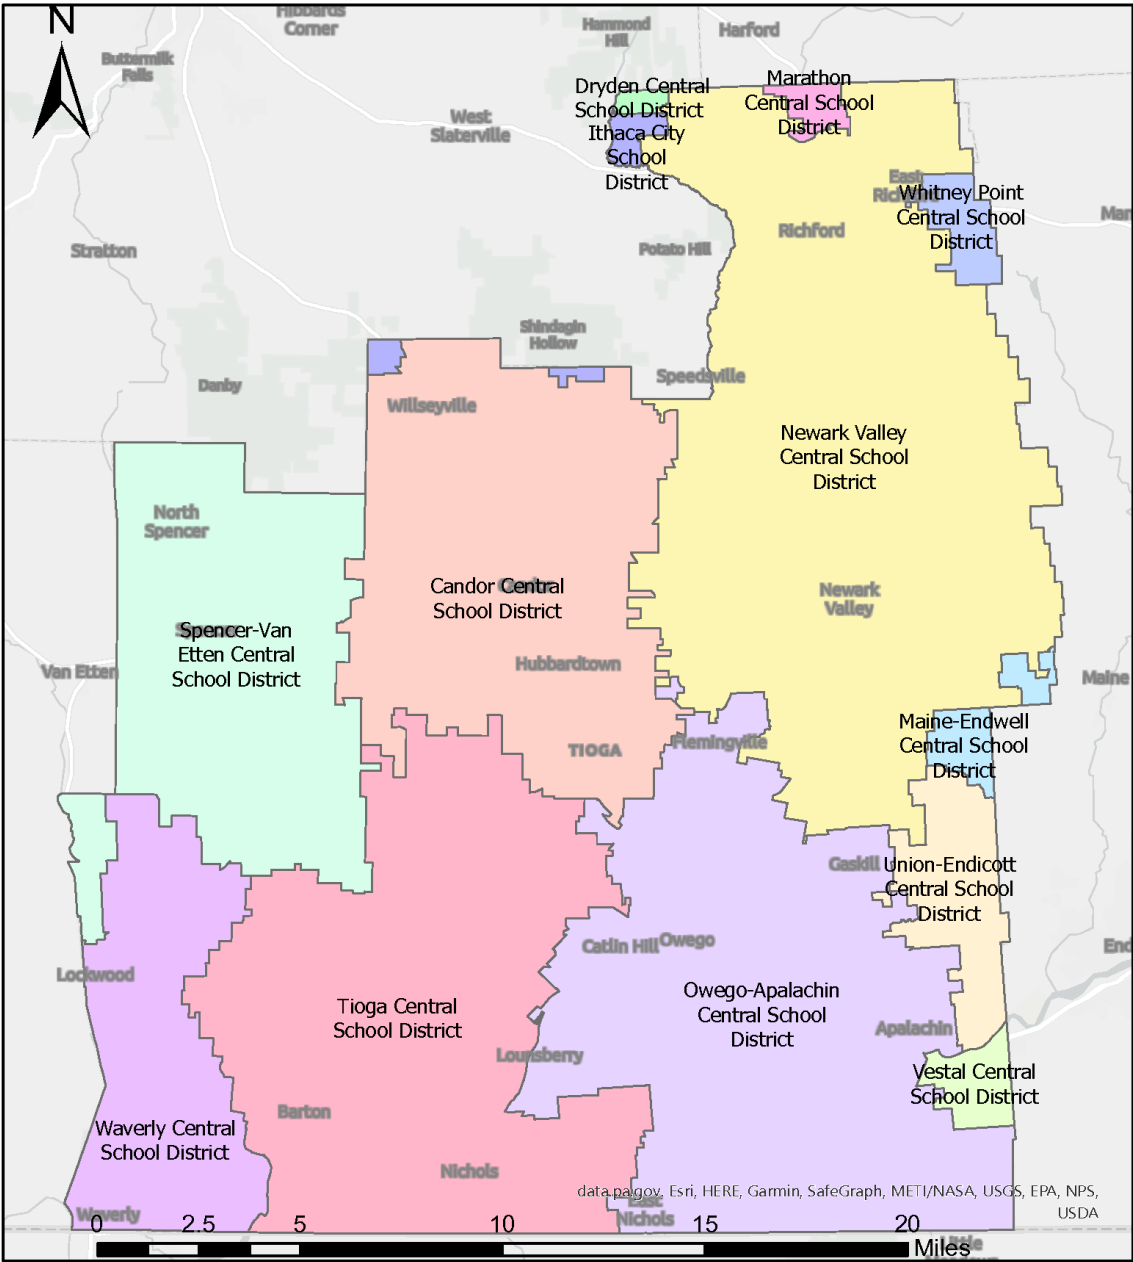 N
Hibbards
Corner
Hammond
Hill
Harford
Buttermilk
Falls
Dryden Central
School District
Marathon
Central School
District
West
Slaterville
Ithaca City
School
District
East
Whitney Point
Central School
District
Richford
Stratton
Potato Hill
Shindagin
Hollow
Speedsville
Danby
Willseyville
Newark Valley
Central School
District
North
Spencer
Candor Central
School District
Newark
Valley
Spencer-Van
Etten Central
School District
Van Etten
Hubbardtown
Maine
Maine-Endwell
Central School
District
Flemingville
TIOGA
Gaskill
Union-Endicott
Central School
District
Catlin Hill
Owego
Lockwood
Tioga Central
School District
Owego-Apalachin
Central School
District
Apalachin
Lounsberry
Vestal Central
School District
Barton
Waverly Central
School District
Nichols
East
Nichols
data.pa.gov, Esri, HERE, Garmin, SafeGraph, METI/NASA, USGS, EPA, NPS,
USDA
Waverly
0 2.5 5 10 15 20
Miles